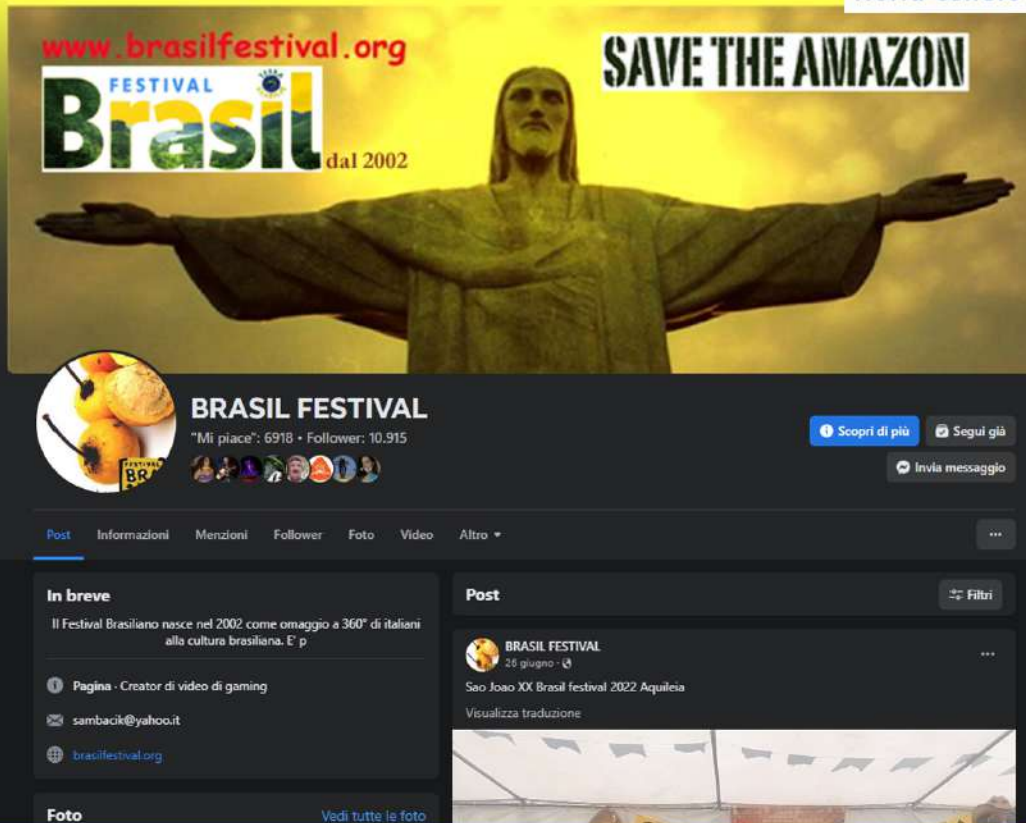 www.brasilfestival.org
SAVE THE AMAZON
FESTIVAL
Brasil
dal 2002
FESTIVAL
BRA
BRASIL FESTIVAL
"Mi piace": 6918 • Follower: 10.915
Scopri di più
Segui già
Invia messaggio
Post
Informazioni
Menzioni
Follower
Foto
Video
Altro
In breve
Il Festival Brasiliano nasce nel 2002 come omaggio a 360° di italiani
alla cultura brasiliana. E' p
Pagina · Creator di video di gaming
sambacik@yahoo.it
brasilfestival.org
Foto
Vedi tutte le foto
Post
Filtri
BRASIL FESTIVAL
26 giugno ·
Sao Joao XX Brasil festival 2022 Aquileia
Visualizza traduzione